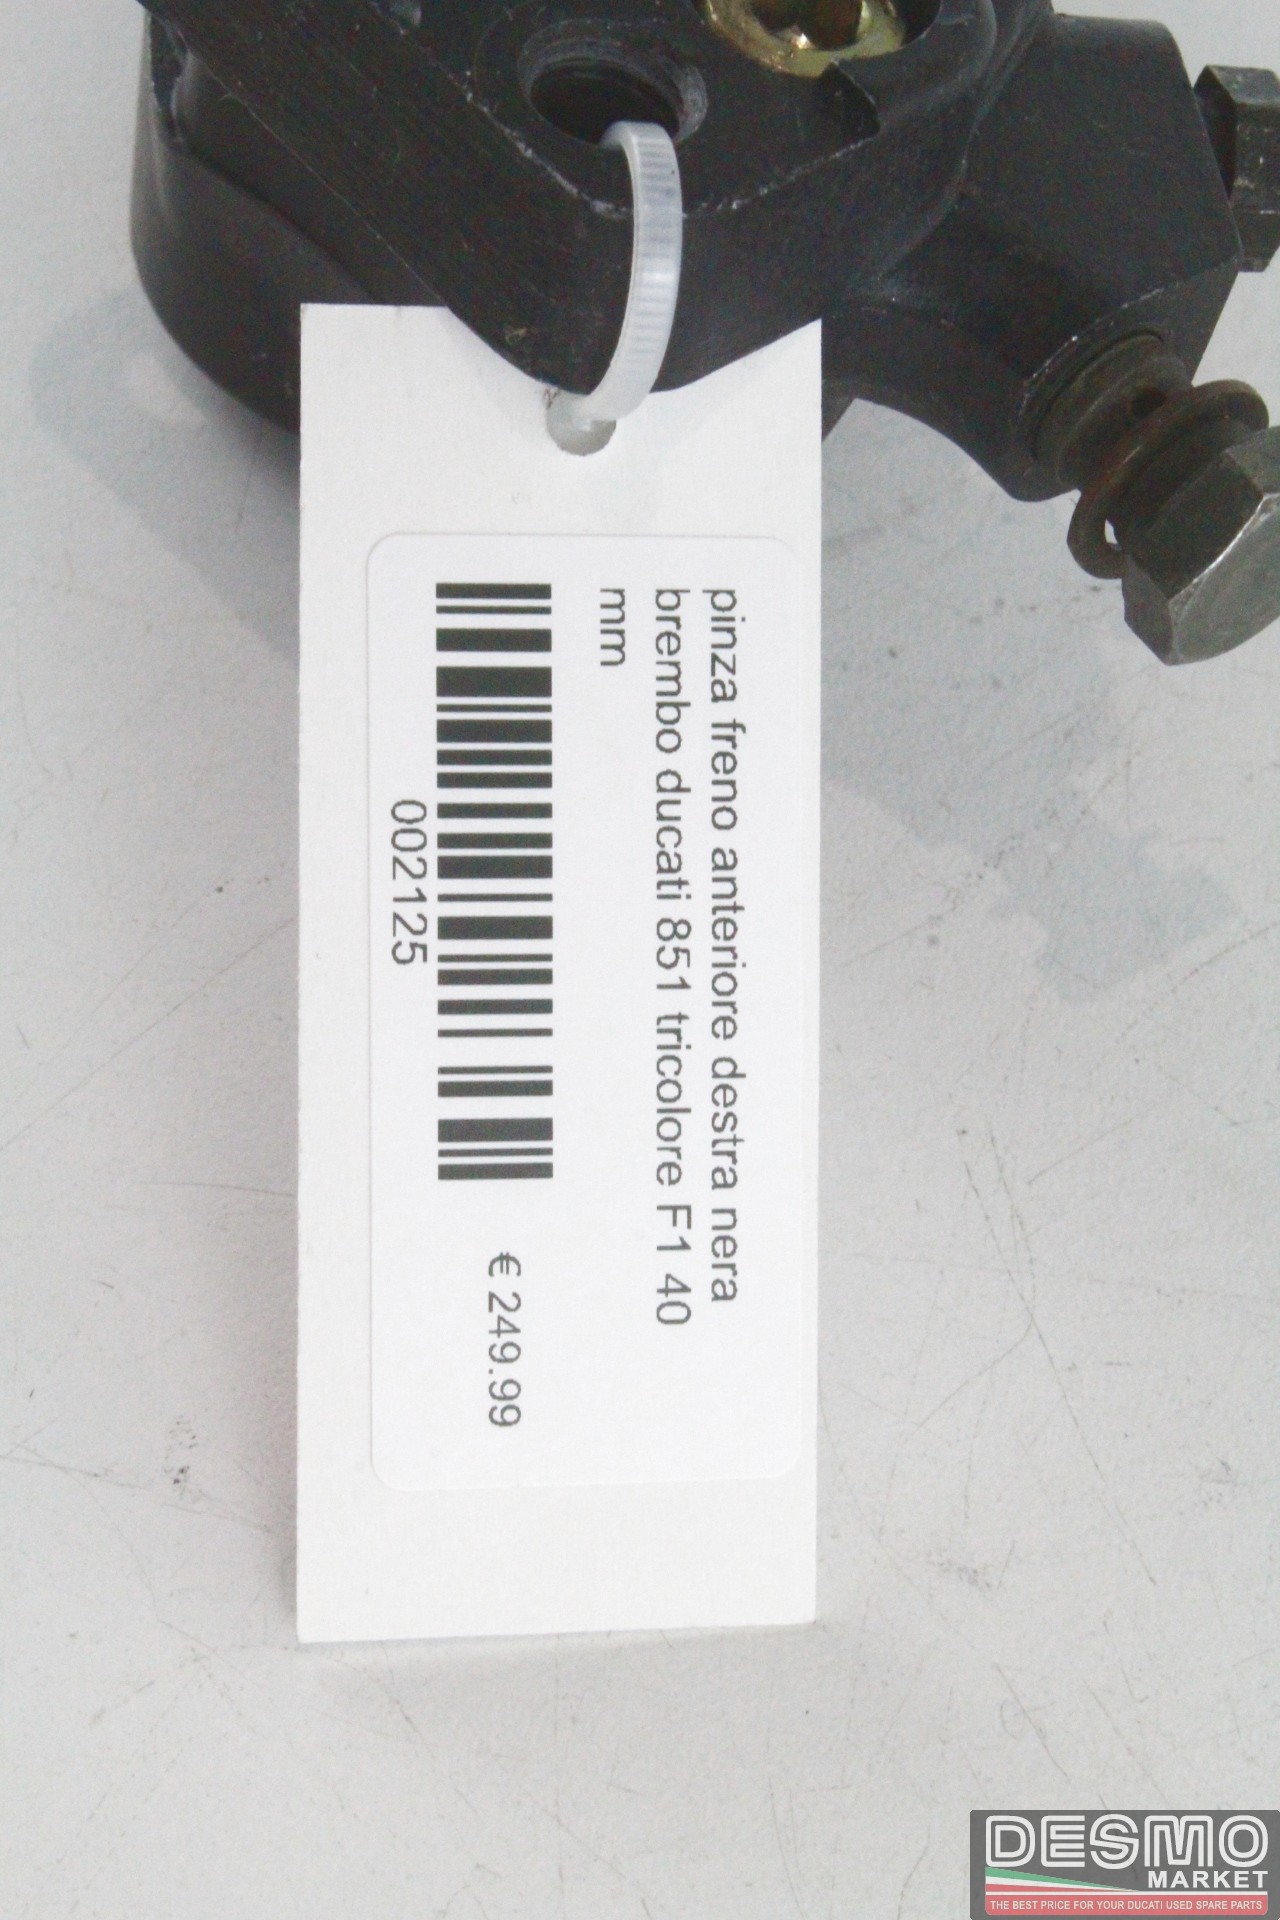 pinza freno anteriore destra nera
brembo ducati 851 tricolore F1 40
mm
002125
€ 249.99
DESMO
MARKET
THE BEST PRICE FOR YOUR DUCATI USED SPARE PARTS